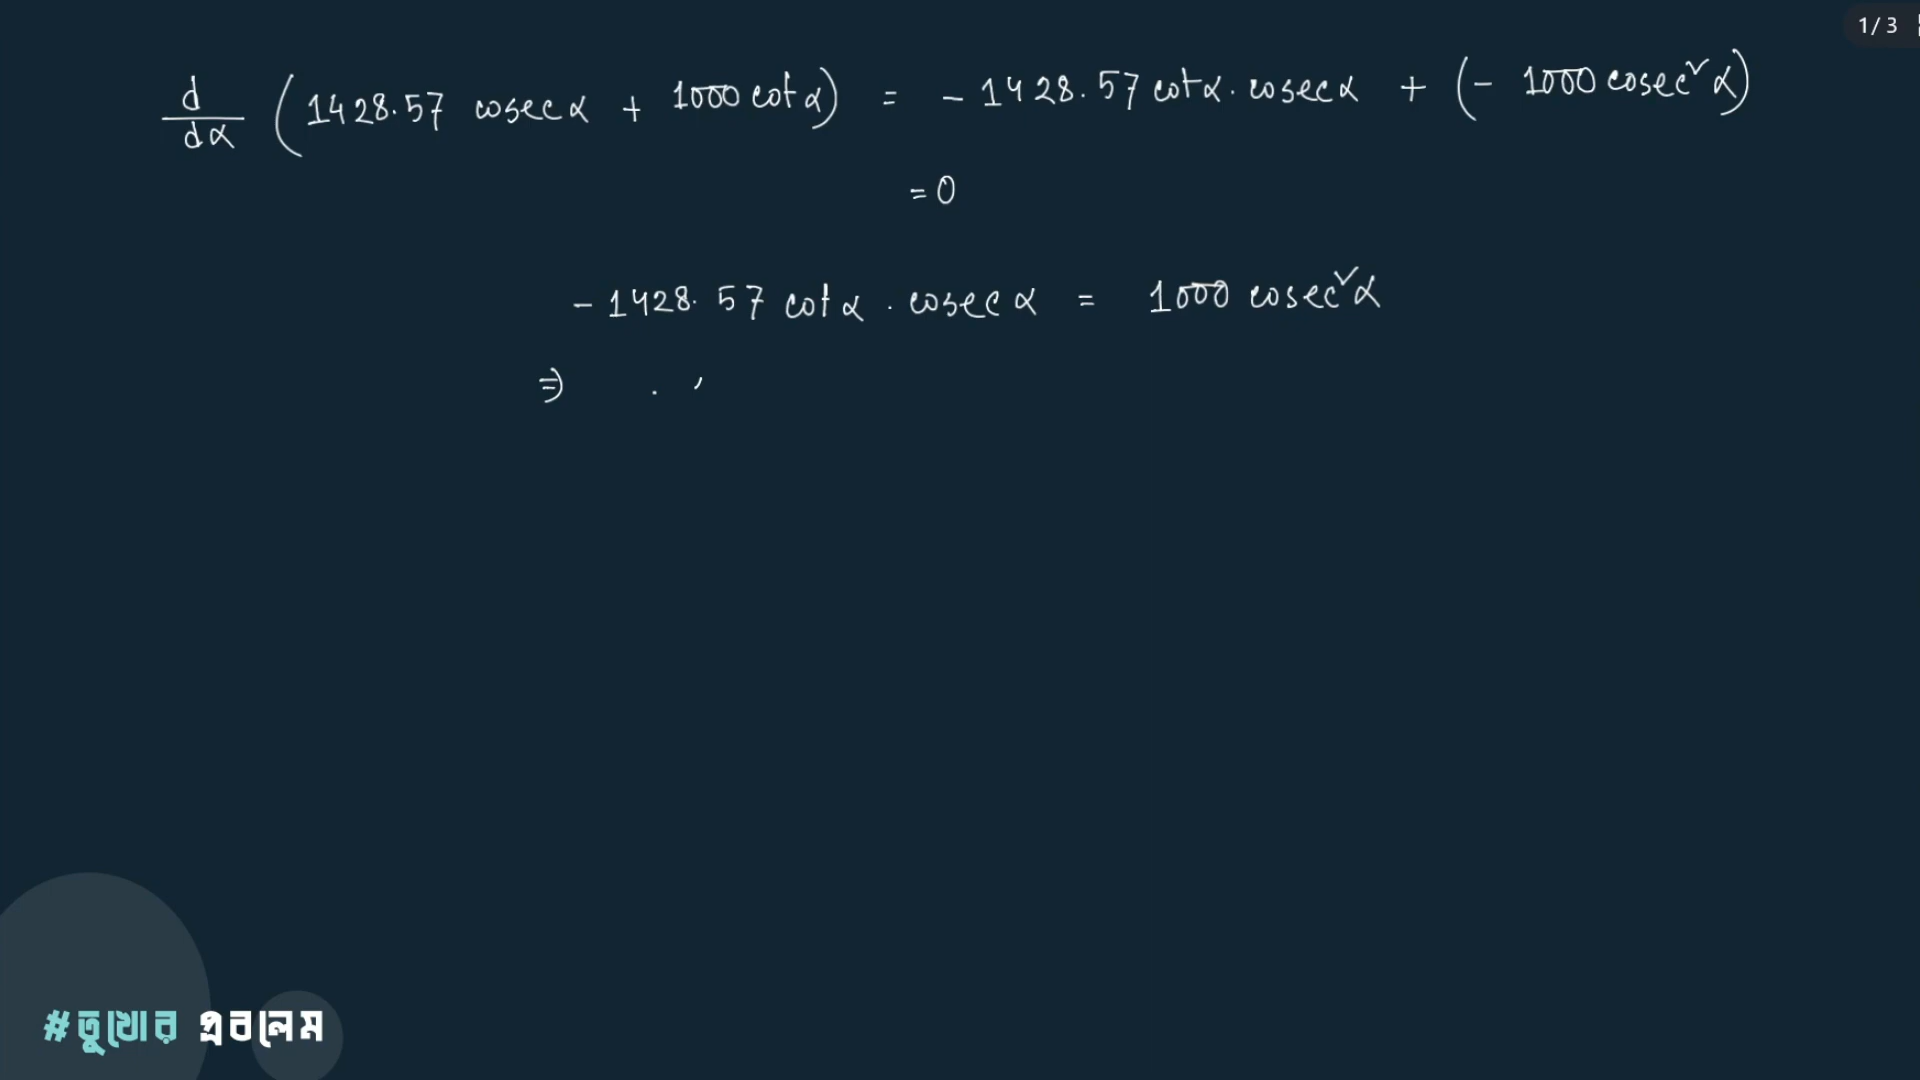 1/3
d/dα (1428.57 cosec α + 1000 cot α) = - 1428.57 cot α . cosec α + (- 1000 cosec² α)
= 0
- 1428.57 cot α . cosec α = 1000 cosec² α
⇒ .
#তুখোর প্রবলেম